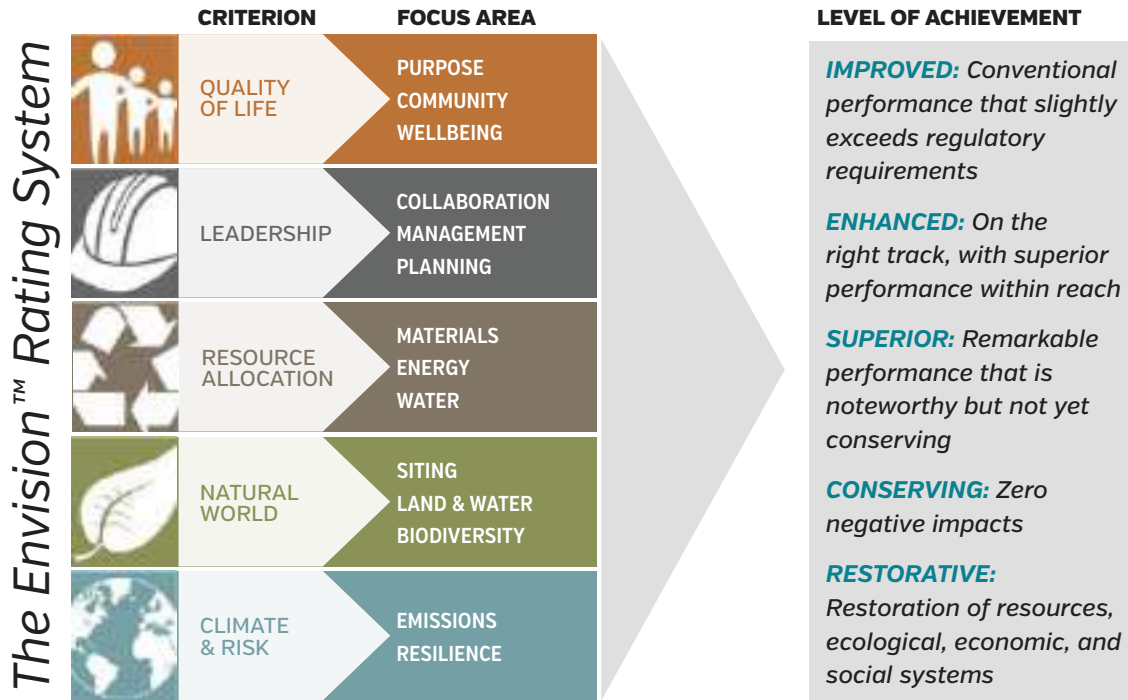 The Envision™ Rating System
CRITERION
FOCUS AREA
QUALITY
OF LIFE
PURPOSE
COMMUNITY
WELLBEING
LEADERSHIP
COLLABORATION
MANAGEMENT
PLANNING
RESOURCE
ALLOCATION
MATERIALS
ENERGY
WATER
NATURAL
WORLD
SITING
LAND & WATER
BIODIVERSITY
CLIMATE
& RISK
EMISSIONS
RESILIENCE
LEVEL OF ACHIEVEMENT
IMPROVED: Conventional
performance that slightly
exceeds regulatory
requirements
ENHANCED: On the
right track, with superior
performance within reach
SUPERIOR: Remarkable
performance that is
noteworthy but not yet
conserving
CONSERVING: Zero
negative impacts
RESTORATIVE:
Restoration of resources,
ecological, economic, and
social systems